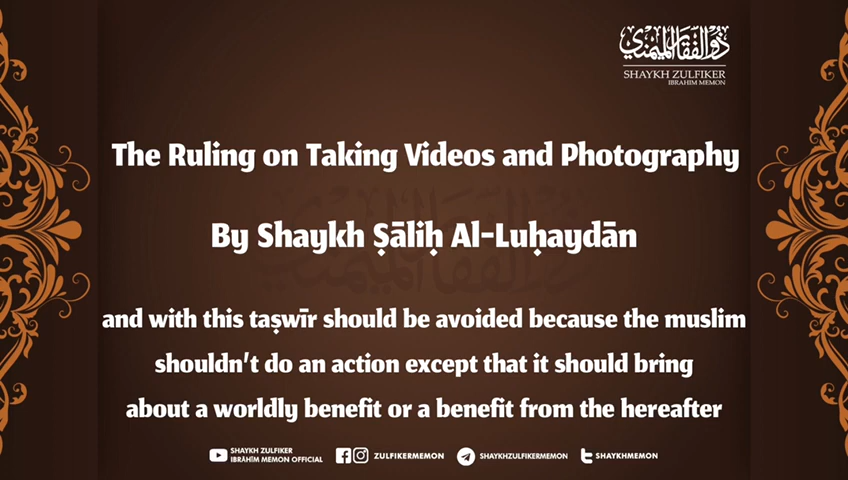 ذو الفقار الميمني
SHAYKH ZULFIKER
IBRAHIM MEMON
The Ruling on Taking Videos and Photography
By Shaykh Ṣāliḥ Al-Luḥaydān
and with this taṣwīr should be avoided because the muslim
shouldn't do an action except that it should bring
about a worldly benefit or a benefit from the hereafter
SHAYKH ZULFIKER
IBRĀHĪM MEMON OFFICIAL
ZULFIKERMEMON
SHAYKHZULFIKERMEMON
SHAYKHMEMON